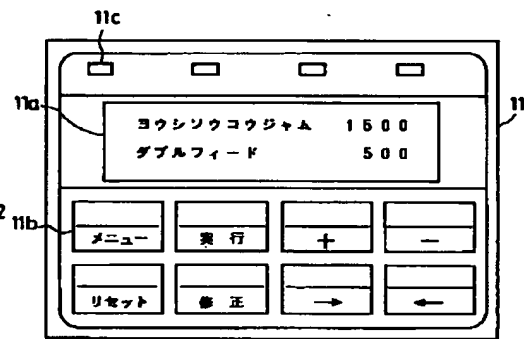 11c
11
11a
ヨウシソウコウジャム 1500
ダブルフィード 500
2
11b
メニュー 実行 + −
リセット 修正 → ←